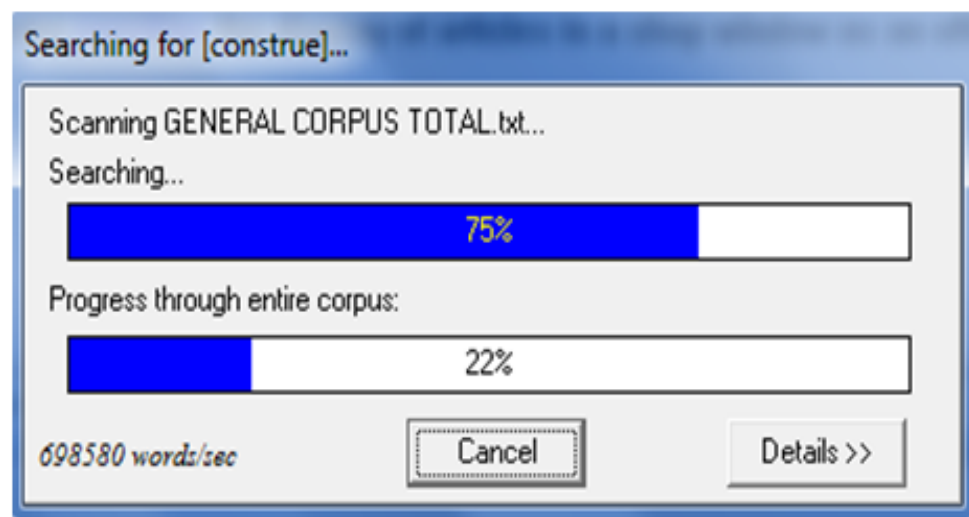 Searching for [construe]...
Scanning GENERAL CORPUS TOTAL.txt...
Searching...
75%
Progress through entire corpus:
22%
698580 words/sec
Cancel
Details >>